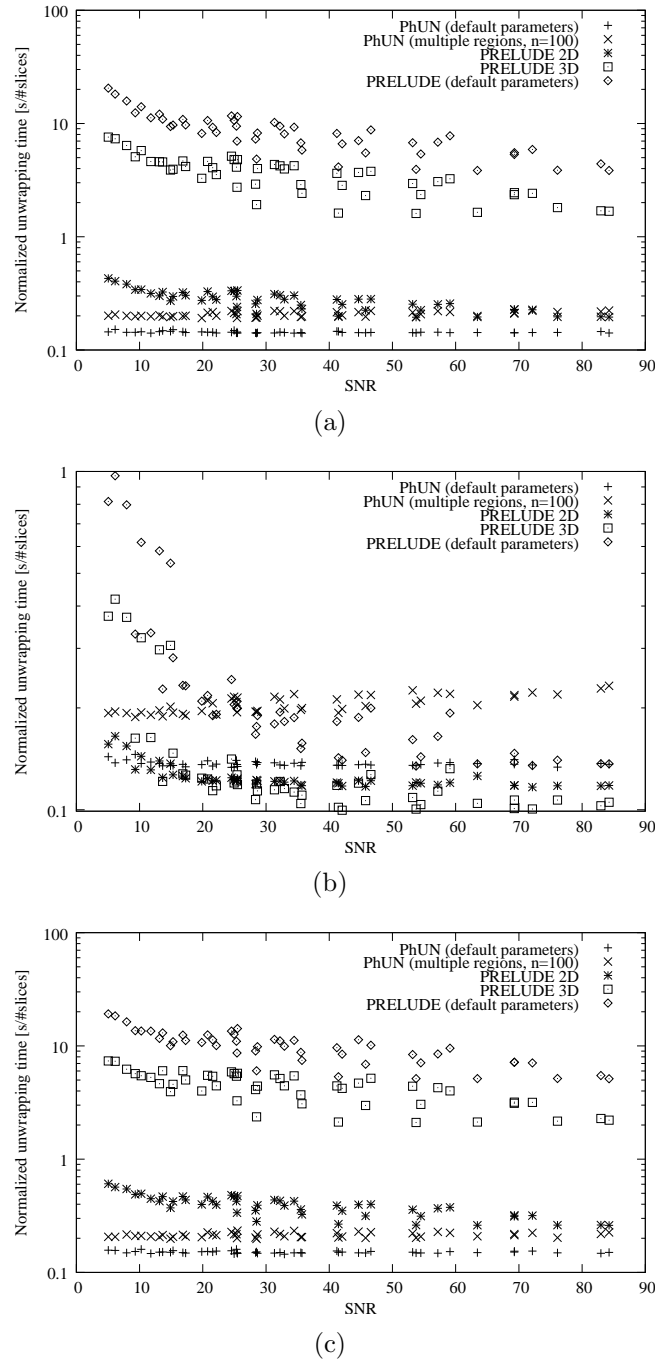 100
10
1
0.1
Normalized unwrapping time [s/#slices]
PhUN (default parameters)
PhUN (multiple regions, n=100)
PRELUDE 2D
PRELUDE 3D
PRELUDE (default parameters)
0 10 20 30 40 50 60 70 80 90
SNR
(a)
1
0.1
Normalized unwrapping time [s/#slices]
PhUN (default parameters)
PhUN (multiple regions, n=100)
PRELUDE 2D
PRELUDE 3D
PRELUDE (default parameters)
0 10 20 30 40 50 60 70 80 90
SNR
(b)
100
10
1
0.1
Normalized unwrapping time [s/#slices]
PhUN (default parameters)
PhUN (multiple regions, n=100)
PRELUDE 2D
PRELUDE 3D
PRELUDE (default parameters)
0 10 20 30 40 50 60 70 80 90
SNR
(c)